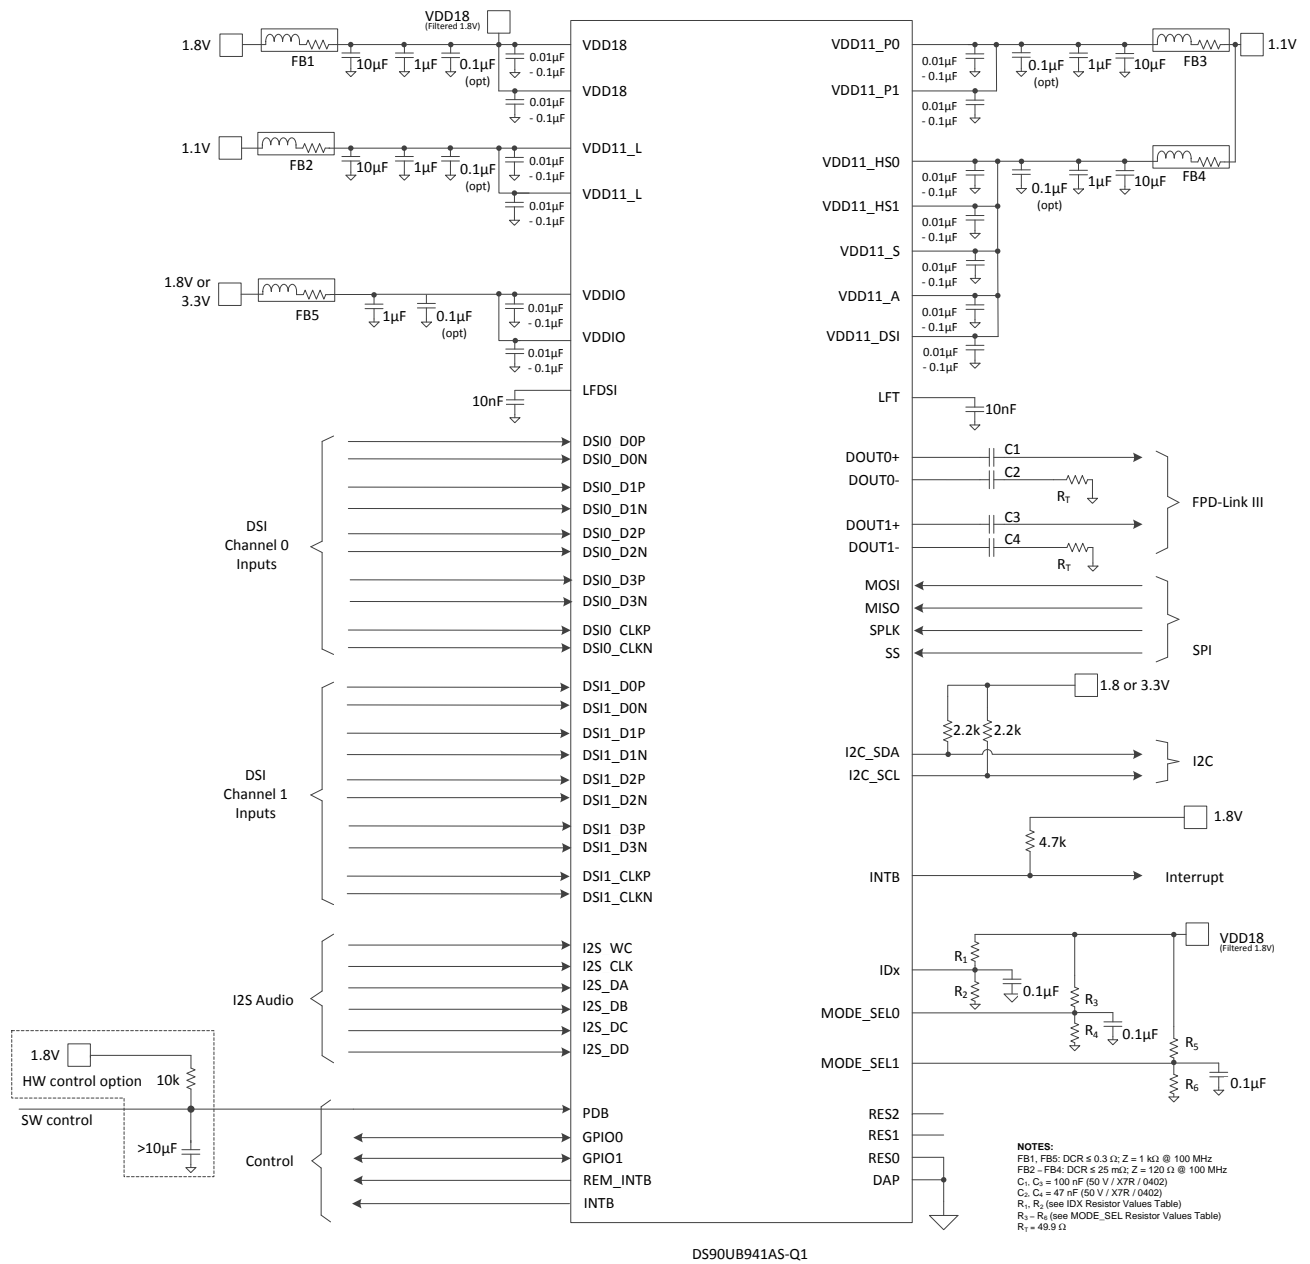 VDD18
(Filtered 1.8V)
1.8V
FB1
10µF
1µF
0.1µF
(opt)
0.01µF
- 0.1µF
VDD18
0.01µF
- 0.1µF
VDD18
1.1V
FB2
10µF
1µF
0.1µF
(opt)
0.01µF
- 0.1µF
VDD11_L
0.01µF
- 0.1µF
VDD11_L
1.8V or
3.3V
FB5
1µF
0.1µF
(opt)
0.01µF
- 0.1µF
VDDIO
0.01µF
- 0.1µF
VDDIO
10nF
LFDSI
DSI
Channel 0
Inputs
DSI0_D0P
DSI0_D0N
DSI0_D1P
DSI0_D1N
DSI0_D2P
DSI0_D2N
DSI0_D3P
DSI0_D3N
DSI0_CLKP
DSI0_CLKN
DSI
Channel 1
Inputs
DSI1_D0P
DSI1_D0N
DSI1_D1P
DSI1_D1N
DSI1_D2P
DSI1_D2N
DSI1_D3P
DSI1_D3N
DSI1_CLKP
DSI1_CLKN
I2S Audio
I2S_WC
I2S_CLK
I2S_DA
I2S_DB
I2S_DC
I2S_DD
1.8V
HW control option
10k
SW control
>10µF
Control
PDB
GPIO0
GPIO1
REM_INTB
INTB
VDD11_P0
0.01µF
- 0.1µF
0.1µF
(opt)
1µF
10µF
FB3
1.1V
VDD11_P1
0.01µF
- 0.1µF
VDD11_HS0
0.01µF
- 0.1µF
0.1µF
(opt)
1µF
10µF
FB4
VDD11_HS1
0.01µF
- 0.1µF
VDD11_S
0.01µF
- 0.1µF
VDD11_A
0.01µF
- 0.1µF
VDD11_DSI
0.01µF
- 0.1µF
LFT
10nF
DOUT0+
C1
DOUT0-
C2
RT
DOUT1+
C3
DOUT1-
C4
RT
FPD-Link III
MOSI
MISO
SPLK
SS
SPI
1.8 or 3.3V
2.2k
2.2k
I2C_SDA
I2C_SCL
I2C
1.8V
4.7k
INTB
Interrupt
VDD18
(Filtered 1.8V)
R1
IDx
R2
0.1µF
R3
MODE_SEL0
R4
0.1µF
R5
MODE_SEL1
R6
0.1µF
RES2
RES1
RES0
DAP
NOTES:
FB1, FB5: DCR ≤ 0.3 Ω; Z = 1 kΩ @ 100 MHz
FB2 – FB4: DCR ≤ 25 mΩ; Z = 120 Ω @ 100 MHz
C1, C3 = 100 nF (50 V / X7R / 0402)
C2, C4 = 47 nF (50 V / X7R / 0402)
R1, R2 (see IDX Resistor Values Table)
R3 – R6 (see MODE_SEL Resistor Values Table)
RT = 49.9 Ω
DS90UB941AS-Q1